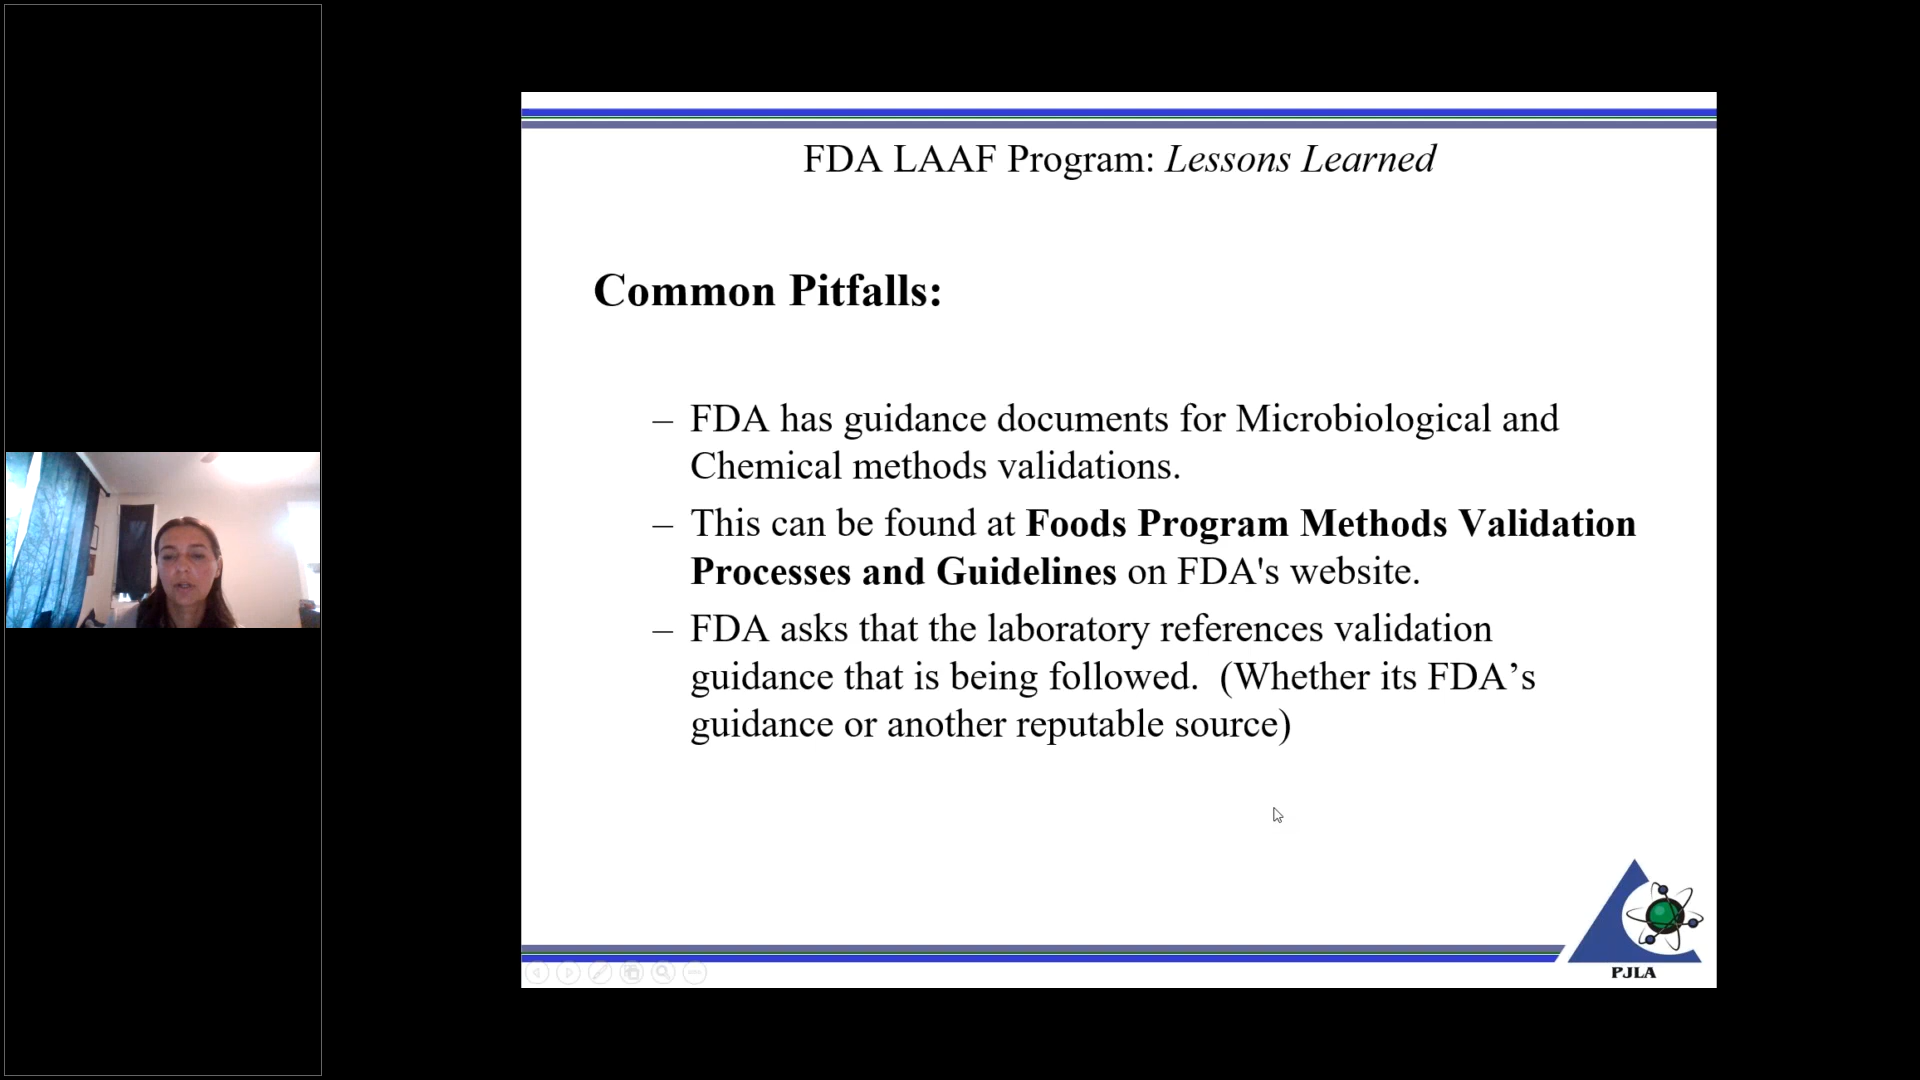 FDA LAAF Program: Lessons Learned
Common Pitfalls:
– FDA has guidance documents for Microbiological and
Chemical methods validations.
– This can be found at Foods Program Methods Validation
Processes and Guidelines on FDA's website.
– FDA asks that the laboratory references validation
guidance that is being followed.  (Whether its FDA’s
guidance or another reputable source)
PJLA